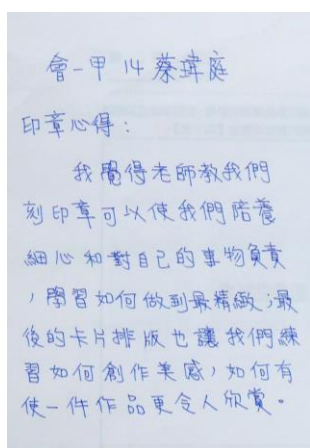 會一甲 14 蔡瑋庭
印章心得：
我覺得老師教我們
刻印章可以使我們陪養
細心和對自己的事物負責
，學習如何做到最精緻；最
後的卡片排版也讓我們練
習如何創作美感，如何有
使一件作品更令人欣賞。